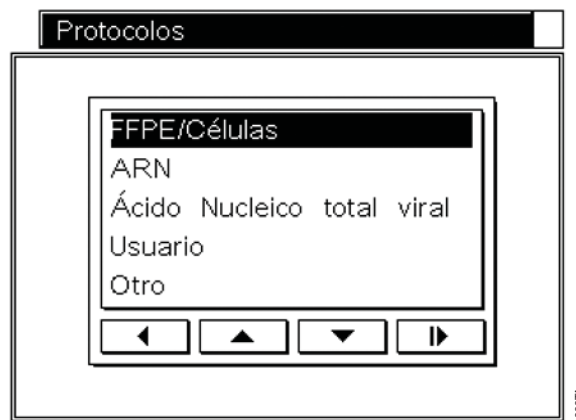 Protocolos
FFPE/Células
ARN
Ácido Nucleico total viral
Usuario
Otro